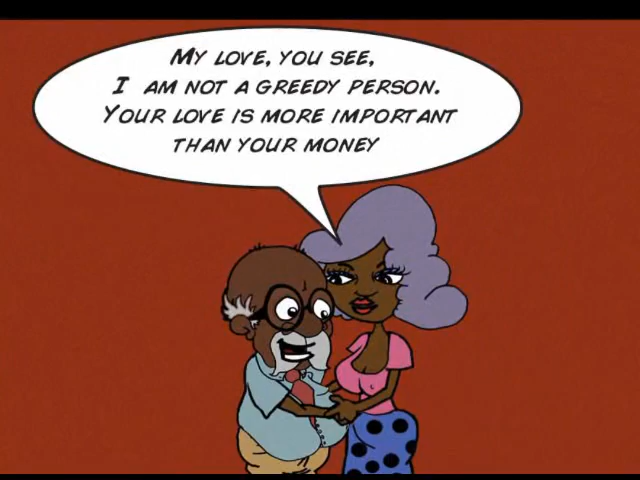 My love, you see,
I am not a greedy person.
Your love is more important
than your money